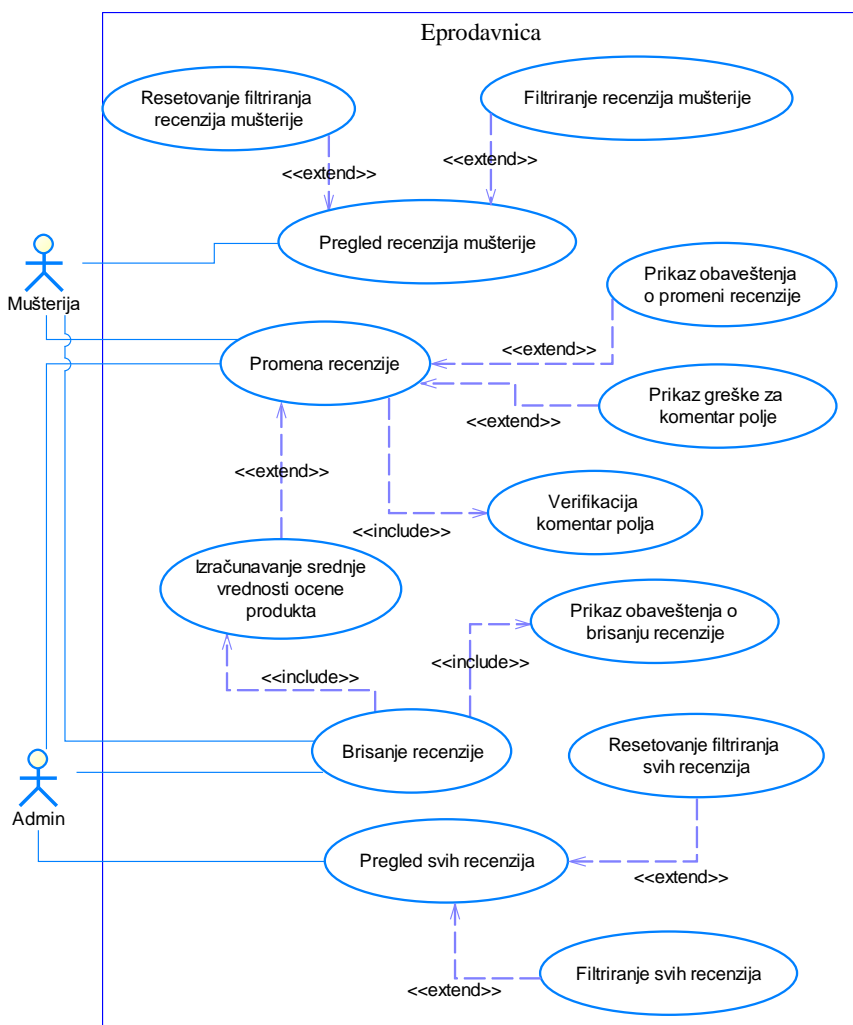 Eprodavnica
Resetovanje filtriranja
recenzija mušterije
Filtriranje recenzija mušterije
<<extend>>
<<extend>>
Pregled recenzija mušterije
Mušterija
Prikaz obaveštenja
o promeni recenzije
<<extend>>
Promena recenzije
Prikaz greške za
komentar polje
<<extend>>
<<extend>>
Verifikacija
komentar polja
<<include>>
Izračunavanje srednje
vrednosti ocene
produkta
Prikaz obaveštenja o
brisanju recenzije
<<include>>
<<include>>
Brisanje recenzije
Resetovanje filtriranja
svih recenzija
Admin
Pregled svih recenzija
<<extend>>
Filtriranje svih recenzija
<<extend>>